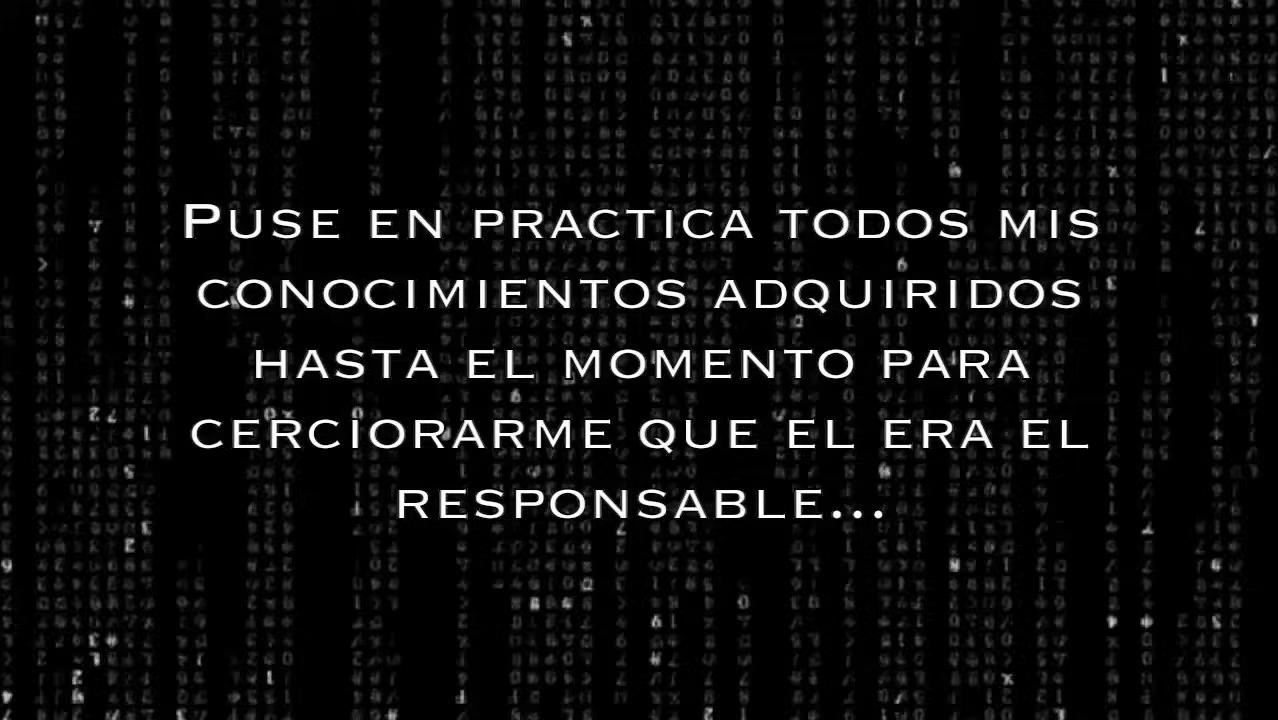 PUSE EN PRACTICA TODOS MIS
CONOCIMIENTOS ADQUIRIDOS
HASTA EL MOMENTO PARA
CERCIORARME QUE EL ERA EL
RESPONSABLE...